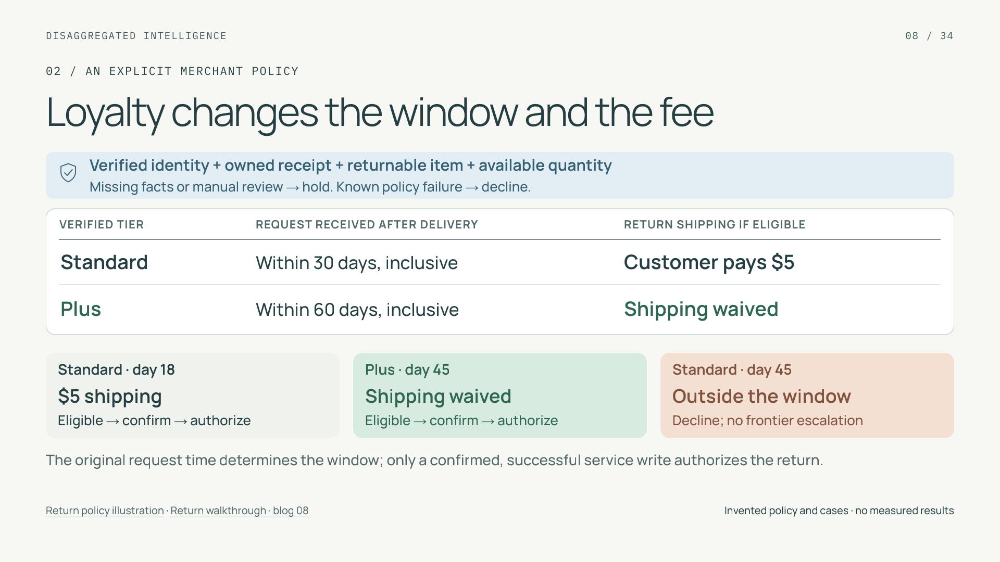 DISAGGREGATED INTELLIGENCE
08 / 34
02 / AN EXPLICIT MERCHANT POLICY
Loyalty changes the window and the fee
Verified identity + owned receipt + returnable item + available quantity
Missing facts or manual review → hold. Known policy failure → decline.
VERIFIED TIER
REQUEST RECEIVED AFTER DELIVERY
RETURN SHIPPING IF ELIGIBLE
Standard
Within 30 days, inclusive
Customer pays $5
Plus
Within 60 days, inclusive
Shipping waived
Standard · day 18
$5 shipping
Eligible → confirm → authorize
Plus · day 45
Shipping waived
Eligible → confirm → authorize
Standard · day 45
Outside the window
Decline; no frontier escalation
The original request time determines the window; only a confirmed, successful service write authorizes the return.
Return policy illustration · Return walkthrough · blog 08
Invented policy and cases · no measured results